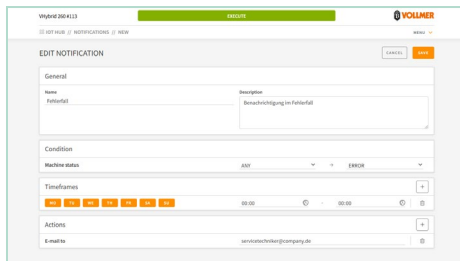 VHybrid 260 #113
EXECUTE
VOLLMER
IOT HUB // NOTIFICATIONS // NEW
MENU
EDIT NOTIFICATION
CANCEL
SAVE
General
Name
Description
Fehlerfall
Benachrichtigung im Fehlerfall
Condition
Machine status
ANY
=
ERROR
Timeframes
+
MO TU WE TH FR SA SU
00:00 - 00:00
Actions
+
E-mail to
servicetechniker@company.de